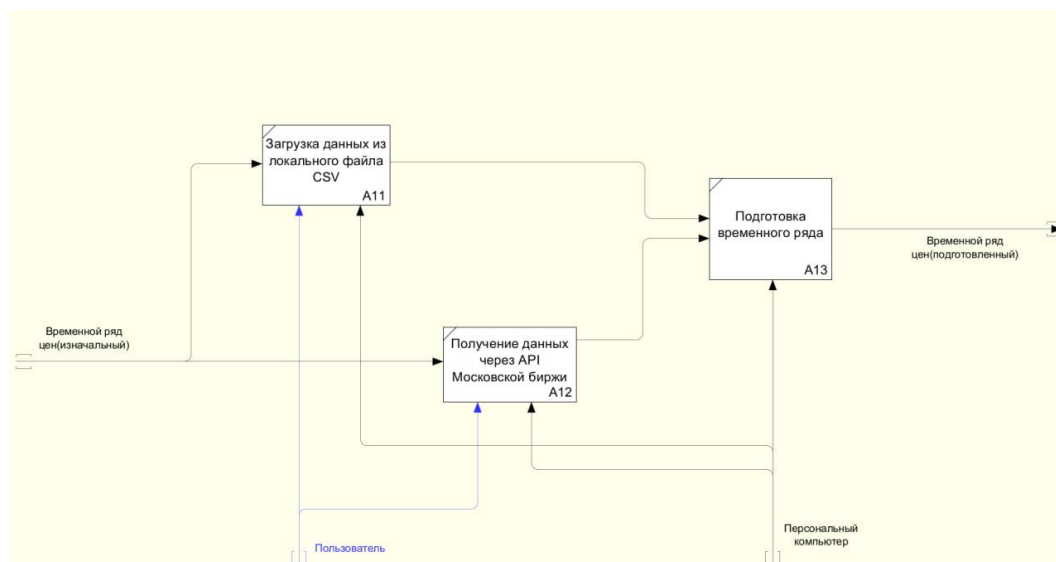 Загрузка данных из
локального файла
CSV
A11
Подготовка
временного ряда
A13
Временной ряд
цен(подготовленный)
Временной ряд
цен(изначальный)
Получение данных
через API
Московской биржи
A12
Персональный
компьютер
Пользователь